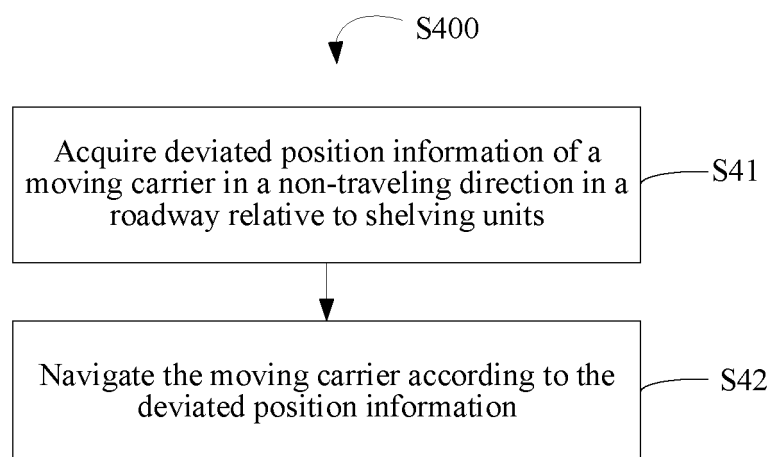 S400
Acquire deviated position information of a
moving carrier in a non-traveling direction in a
roadway relative to shelving units
S41
Navigate the moving carrier according to the
deviated position information
S42